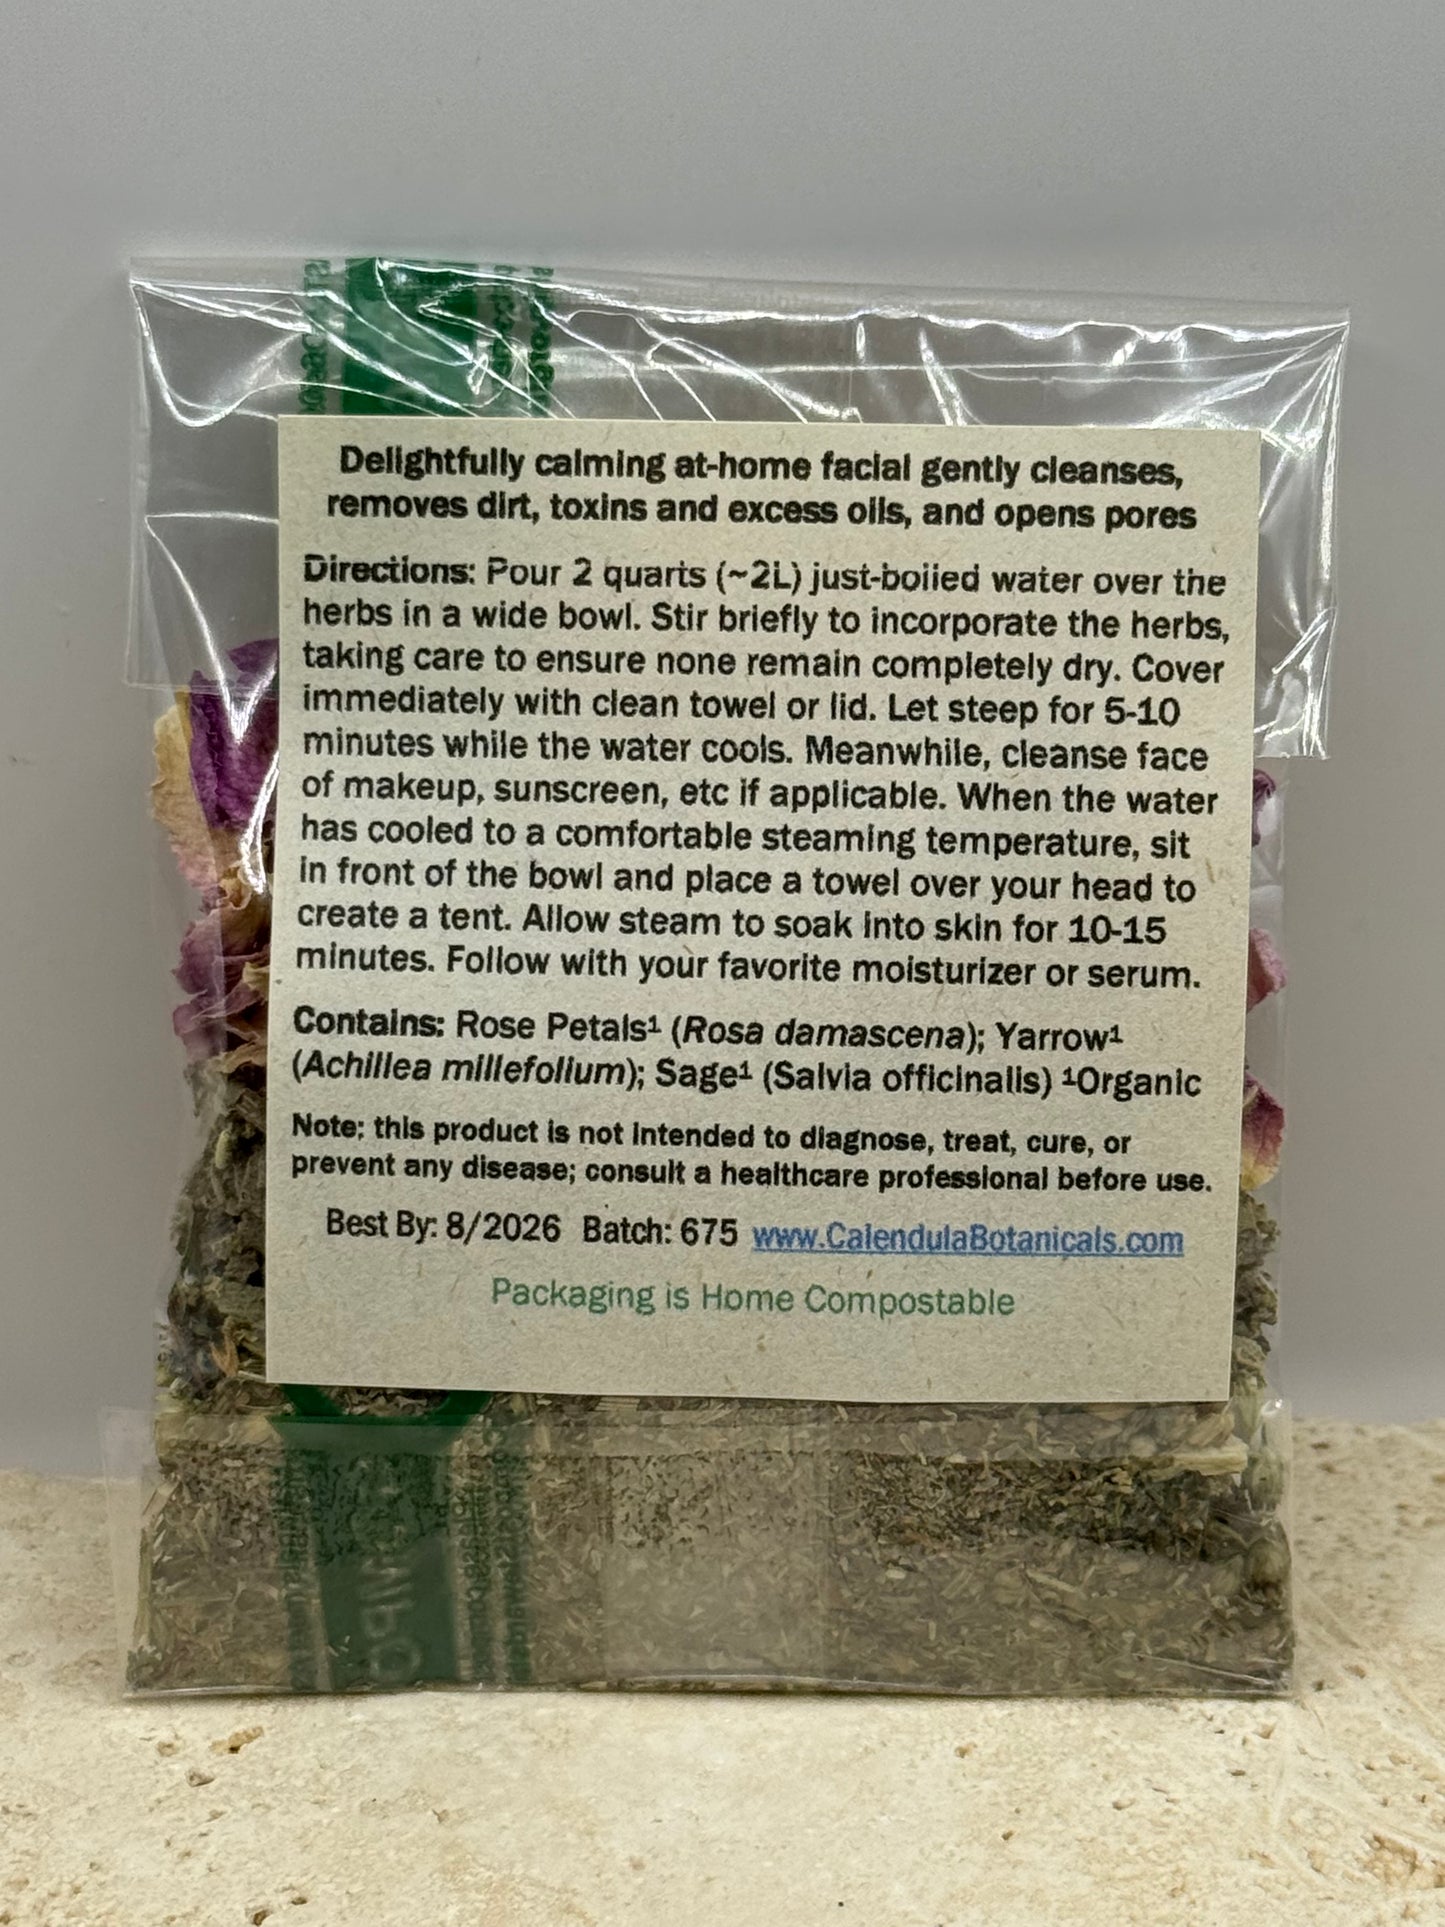 Delightfully calming at-home facial gently cleanses,
removes dirt, toxins and excess oils, and opens pores
Directions: Pour 2 quarts (~2L) just-boiled water over the
herbs in a wide bowl. Stir briefly to incorporate the herbs,
taking care to ensure none remain completely dry. Cover
immediately with clean towel or lid. Let steep for 5-10
minutes while the water cools. Meanwhile, cleanse face
of makeup, sunscreen, etc if applicable. When the water
has cooled to a comfortable steaming temperature, sit
in front of the bowl and place a towel over your head to
create a tent. Allow steam to soak into skin for 10-15
minutes. Follow with your favorite moisturizer or serum.
Contains: Rose Petals¹ (Rosa damascena); Yarrow¹
(Achillea millefolium); Sage¹ (Salvia officinalis) ¹Organic
Note: this product is not intended to diagnose, treat, cure, or
prevent any disease; consult a healthcare professional before use.
Best By: 8/2026 Batch: 675 www.CalendulaBotanicals.com
Packaging is Home Compostable